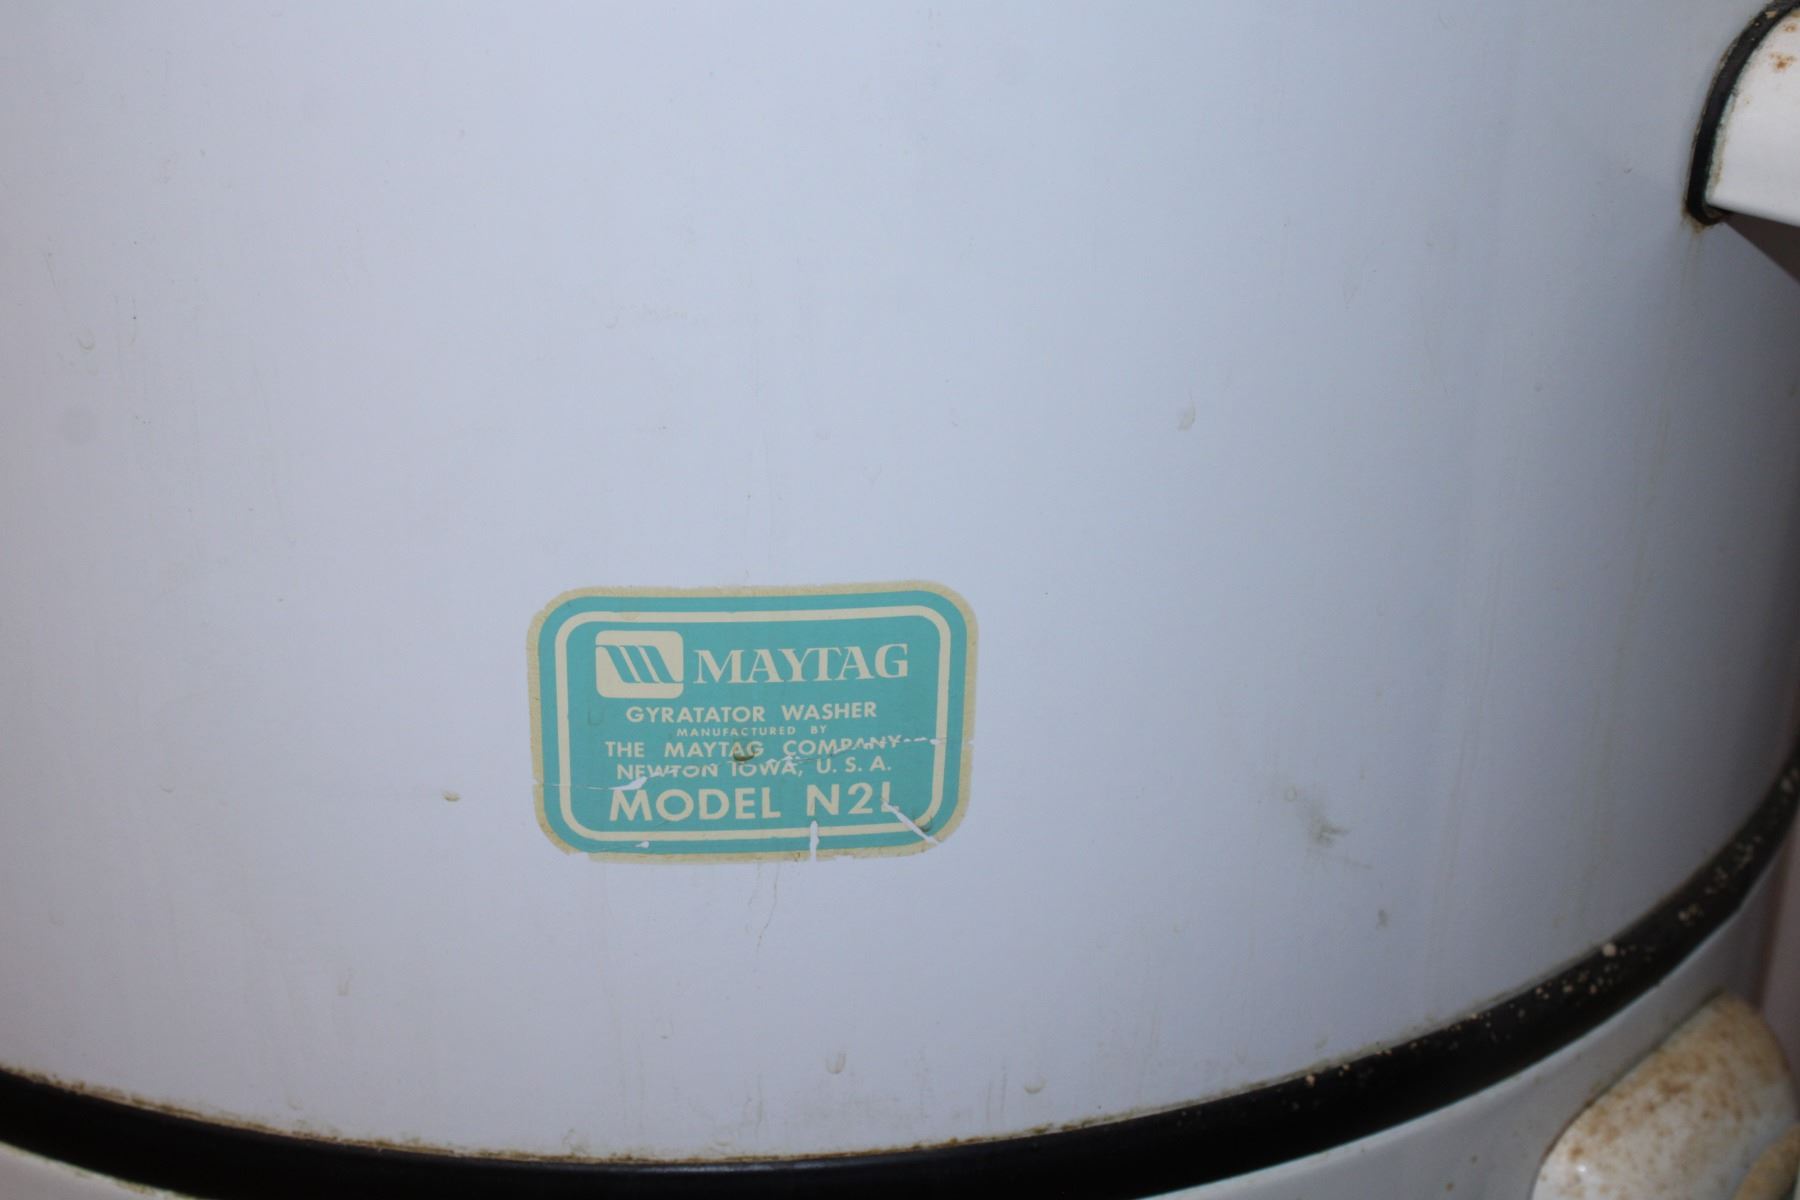 MAYTAG
GYRATATOR WASHER
MANUFACTURED BY
THE MAYTAG COMPANY
NEWTON IOWA, U. S. A.
MODEL N2L